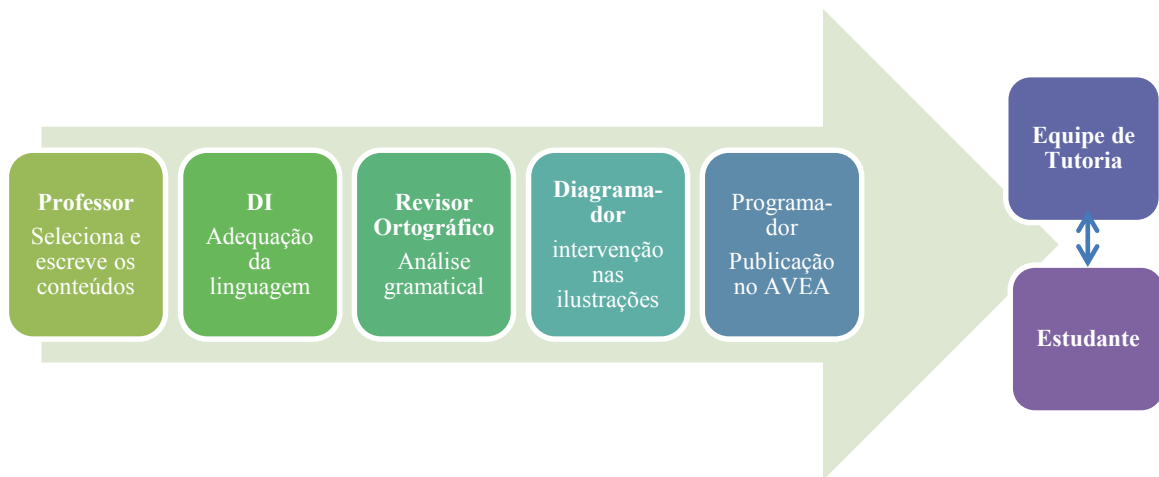 Professor
Seleciona e
escreve os
conteúdos
DI
Adequação
da
linguagem
Revisor
Ortográfico
Análise
gramatical
Diagrama-
dor
intervenção
nas
ilustrações
Programa-
dor
Publicação
no AVEA
Equipe de
Tutoria
Estudante